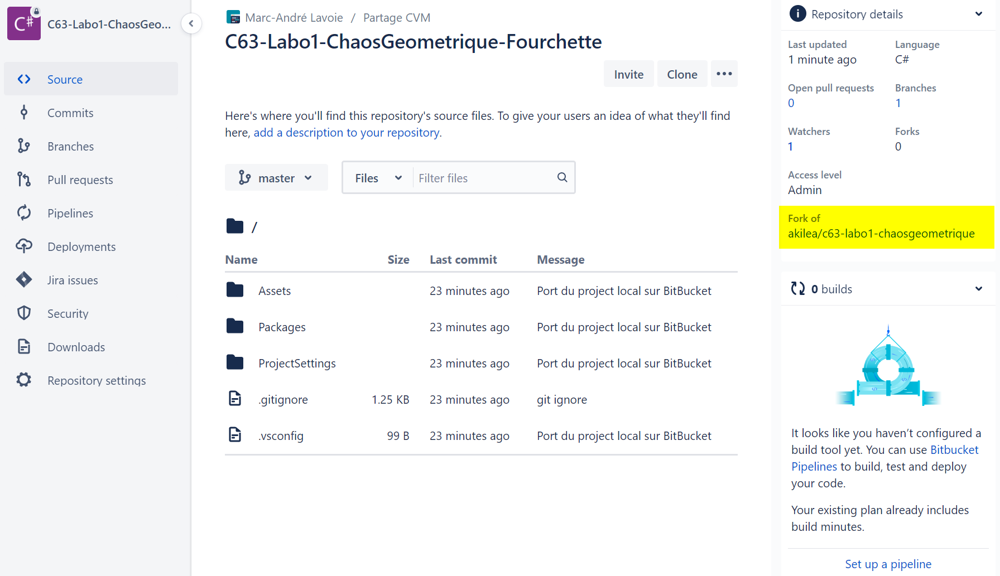 C#
C63-Labo1-ChaosGeo...
Source
Commits
Branches
Pull requests
Pipelines
Deployments
Jira issues
Security
Downloads
Repository settings
Marc-André Lavoie / Partage CVM
C63-Labo1-ChaosGeometrique-Fourchette
Invite Clone
Here's where you'll find this repository's source files. To give your users an idea of what they'll find
here, add a description to your repository.
master Files Filter files
/
Name Size Last commit Message
Assets 23 minutes ago Port du project local sur BitBucket
Packages 23 minutes ago Port du project local sur BitBucket
ProjectSettings 23 minutes ago Port du project local sur BitBucket
.gitignore 1.25 KB 23 minutes ago git ignore
.vsconfig 99 B 23 minutes ago Port du project local sur BitBucket
Repository details
Last updated Language
1 minute ago C#
Open pull requests Branches
0 1
Watchers Forks
1 0
Access level
Admin
Fork of
akilea/c63-labo1-chaosgeometrique
0 builds
It looks like you haven’t configured a
build tool yet. You can use Bitbucket
Pipelines to build, test and deploy
your code.
Your existing plan already includes
build minutes.
Set up a pipeline